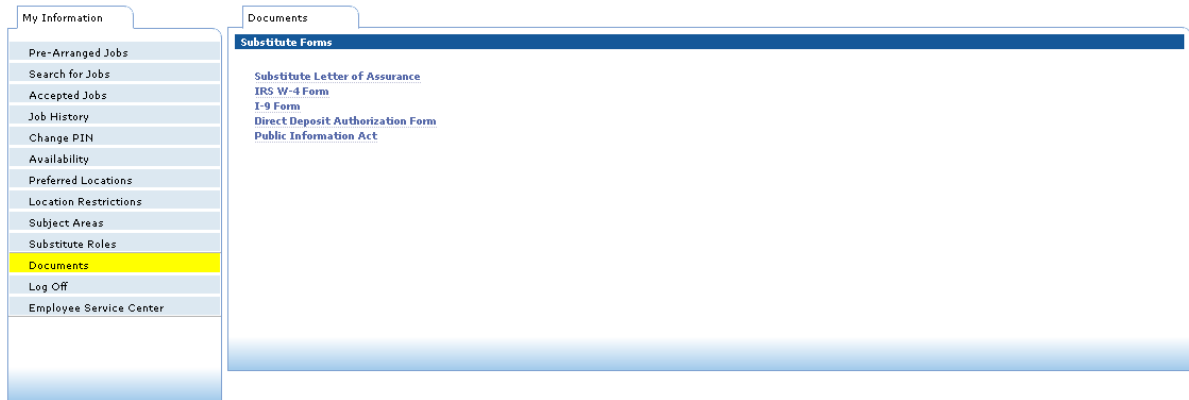 My Information
Pre-Arranged Jobs
Search for Jobs
Accepted Jobs
Job History
Change PIN
Availability
Preferred Locations
Location Restrictions
Subject Areas
Substitute Roles
Documents
Log Off
Employee Service Center
Documents
Substitute Forms
Substitute Letter of Assurance
IRS W-4 Form
I-9 Form
Direct Deposit Authorization Form
Public Information Act